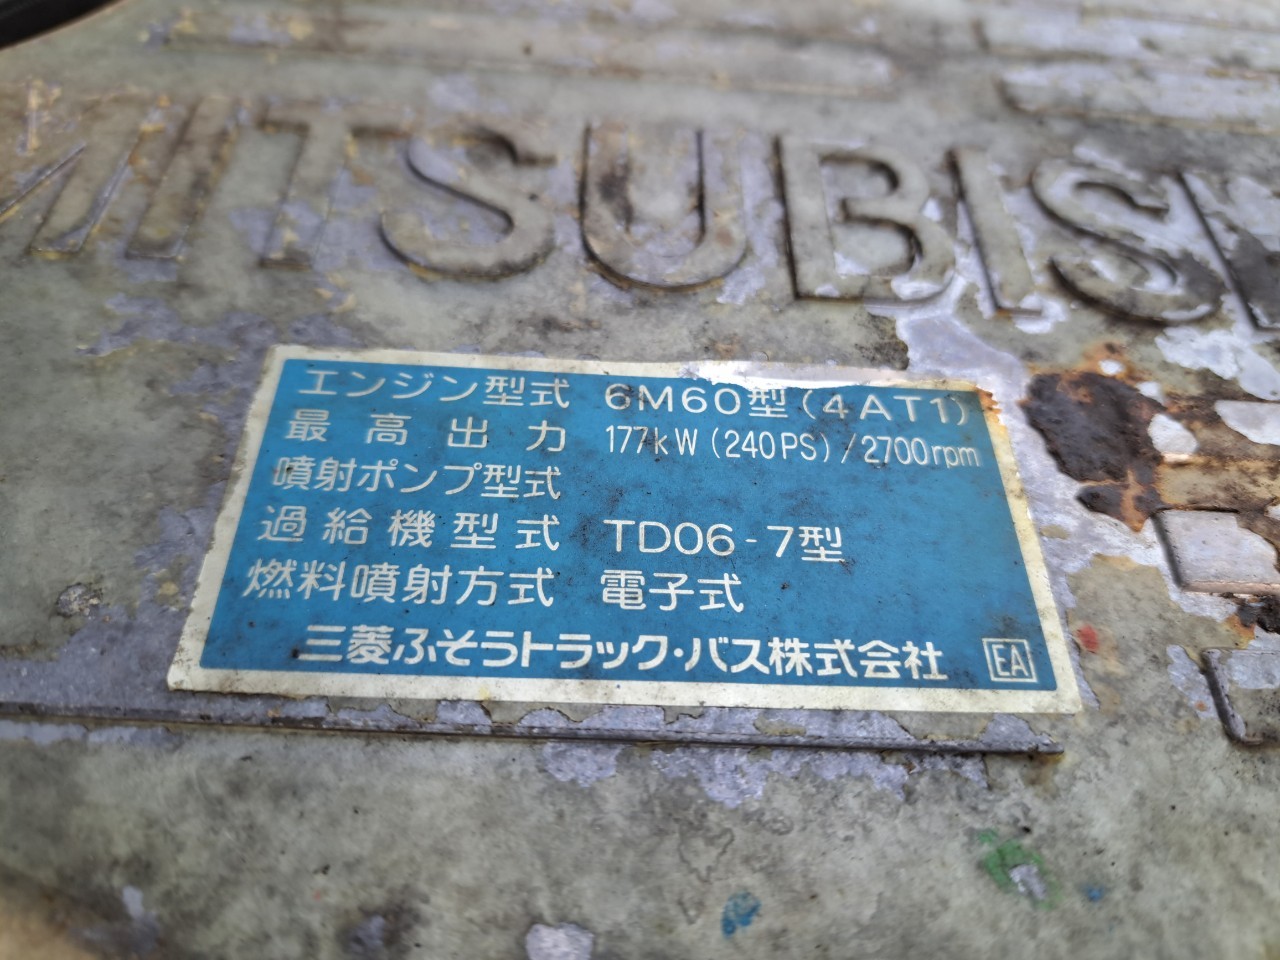 MITSUBISH
エンジン型式 6M60型(4AT1)
最高出力 177kW(240PS)/2700rpm
噴射ポンプ型式
過給機型式 TD06-7型
燃料噴射方式 電子式
三菱ふそうトラック・バス株式会社 EA